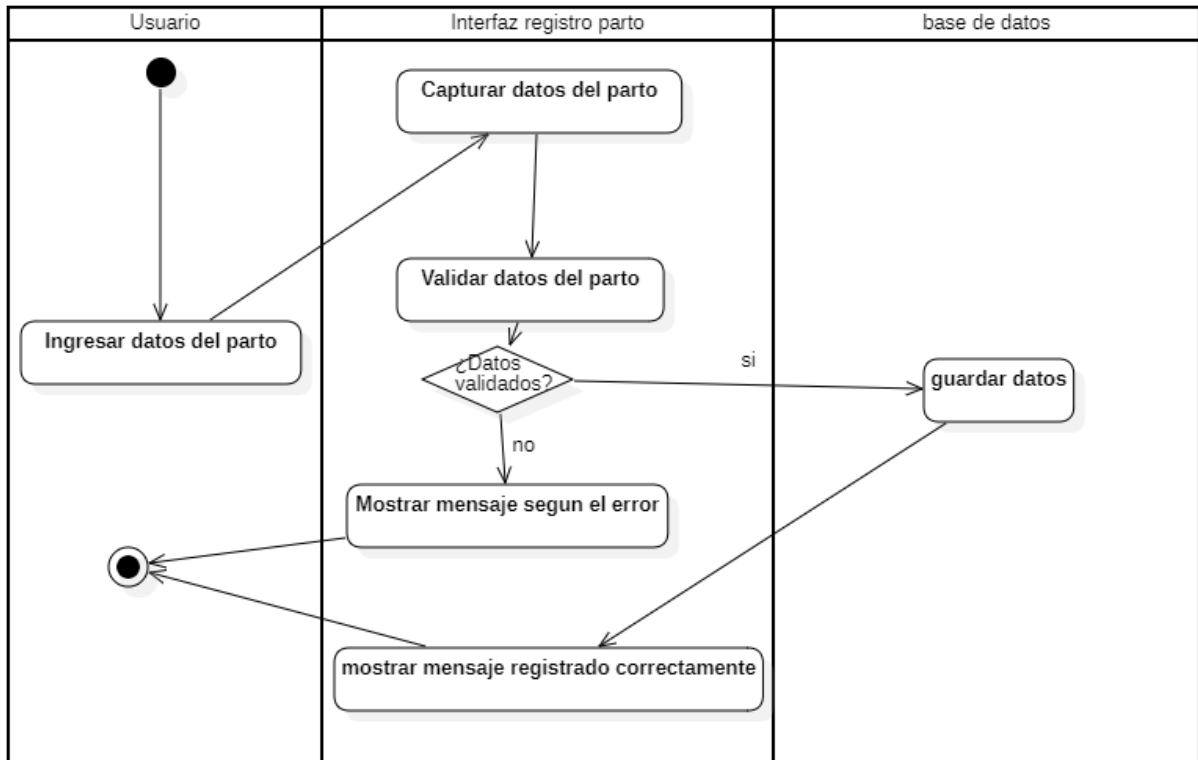 Usuario
Interfaz registro parto
base de datos
Capturar datos del parto
Validar datos del parto
Ingresar datos del parto
¿Datos
validados?
si
guardar datos
no
Mostrar mensaje segun el error
mostrar mensaje registrado correctamente